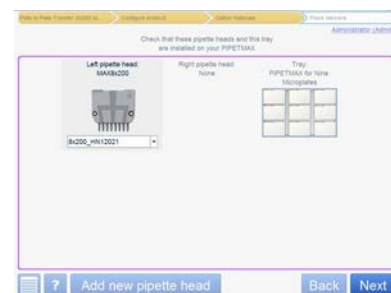 Plate to Plate Transfer 20x200 uL
Configure protocol
Gather materials
Place labware
Administrator (Admin
Check that these pipette heads and this tray
are installed on your PIPETMAX
Left pipette head:
MAX8x200
Right pipette head:
None
Tray:
PIPETMAX for Nine
Microplates
8x200_HN12021
?
Add new pipette head
Back
Next